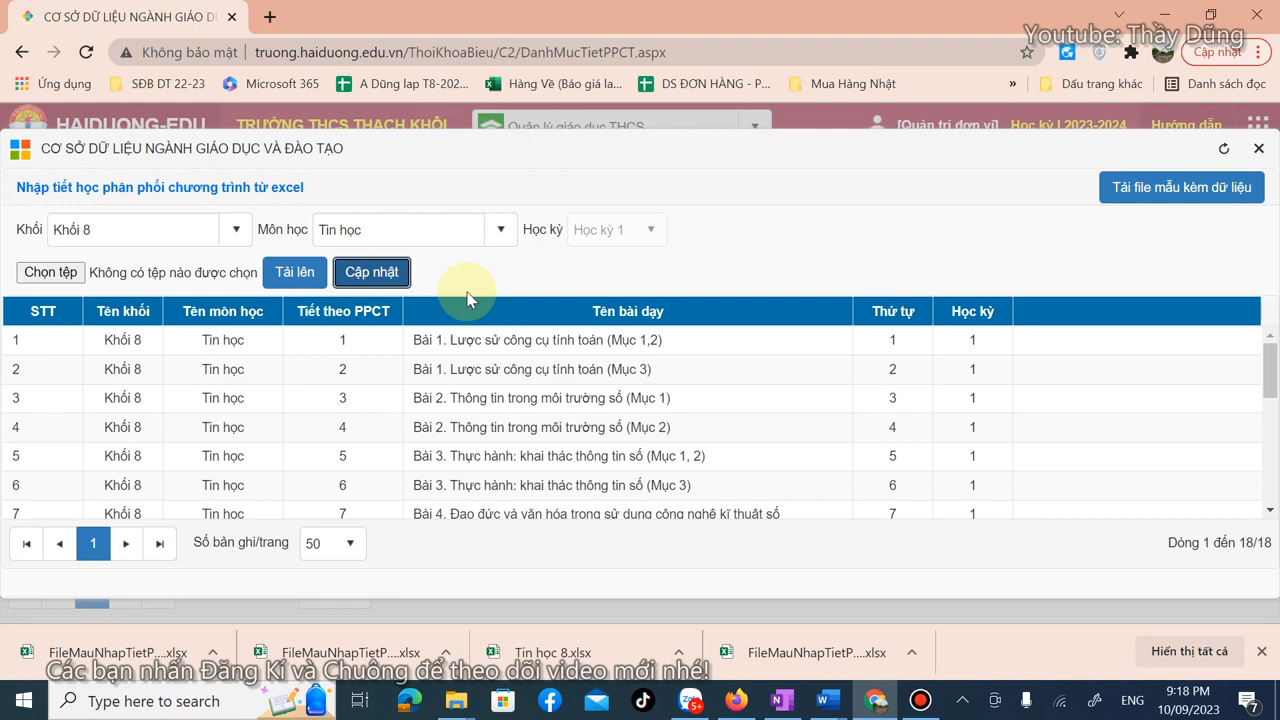 CƠ SỞ DỮ LIỆU NGÀNH GIÁO DỤ
Youtube: Thầy Dũng
Không bảo mật
truong.haiduong.edu.vn/ThoiKhoaBieu/C2/DanhMucTietPPCT.aspx
Cập nhật
Ứng dụng
SĐB DT 22-23
Microsoft 365
A Dũng lap T8-202...
Hàng Về (Báo giá la...
DS ĐƠN HÀNG - P...
Mua Hàng Nhật
»
Dấu trang khác
Danh sách đọc
HAIDUONG-EDU
TRƯỜNG THCS THẠCH KHÔI
Quản lý giáo dục THCS
[Quản trị đơn vị]
Học kỳ I 2023-2024
Hướng dẫn
CƠ SỞ DỮ LIỆU NGÀNH GIÁO DỤC VÀ ĐÀO TẠO
Nhập tiết học phân phối chương trình từ excel
Tải file mẫu kèm dữ liệu
Khối
Khối 8
Môn học
Tin học
Học kỳ
Học kỳ 1
Chọn tệp
Không có tệp nào được chọn
Tải lên
Cập nhật
STT Tên khối Tên môn học Tiết theo PPCT Tên bài dạy Thứ tự Học kỳ
1 Khối 8 Tin học 1 Bài 1. Lược sử công cụ tính toán (Mục 1,2) 1 1
2 Khối 8 Tin học 2 Bài 1. Lược sử công cụ tính toán (Mục 3) 2 1
3 Khối 8 Tin học 3 Bài 2. Thông tin trong môi trường số (Mục 1) 3 1
4 Khối 8 Tin học 4 Bài 2. Thông tin trong môi trường số (Mục 2) 4 1
5 Khối 8 Tin học 5 Bài 3. Thực hành: khai thác thông tin số (Mục 1, 2) 5 1
6 Khối 8 Tin học 6 Bài 3. Thực hành: khai thác thông tin số (Mục 3) 6 1
7 Khối 8 Tin học 7 Bài 4. Đạo đức và văn hóa trong sử dụng công nghệ kĩ thuật số 7 1
1
Số bản ghi/trang
50
Dòng 1 đến 18/18
FileMauNhapTietP....xlsx
FileMauNhapTietP....xlsx
Tin học 8.xlsx
FileMauNhapTietP....xlsx
Hiển thị tất cả
Các bạn nhấn Đăng Kí và Chuông để theo dõi video mới nhé!
Type here to search
Zalo
5+
ENG
9:18 PM
10/09/2023
7